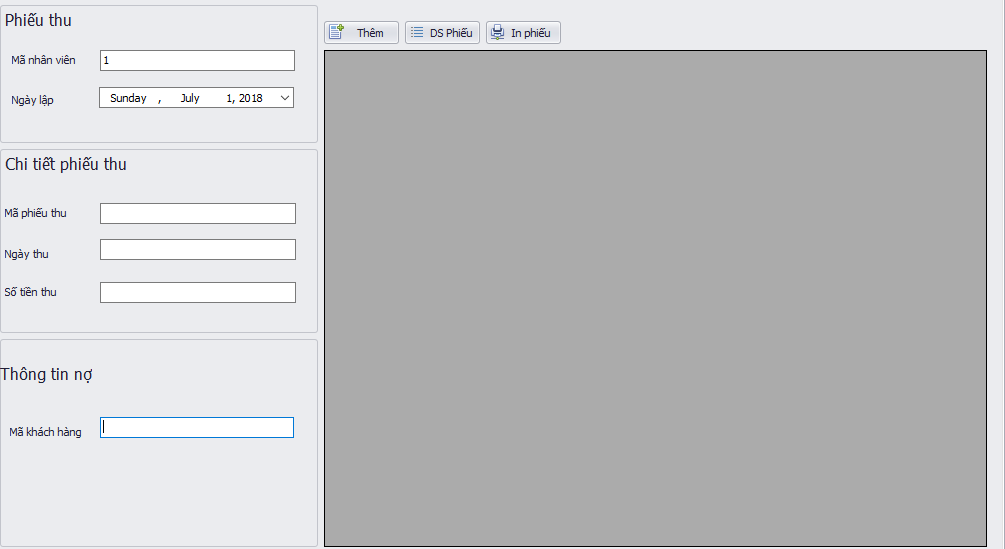 Phiếu thu
Mã nhân viên 1
Ngày lập Sunday , July 1, 2018
Chi tiết phiếu thu
Mã phiếu thu
Ngày thu
Số tiền thu
Thông tin nợ
Mã khách hàng
Thêm DS Phiếu In phiếu